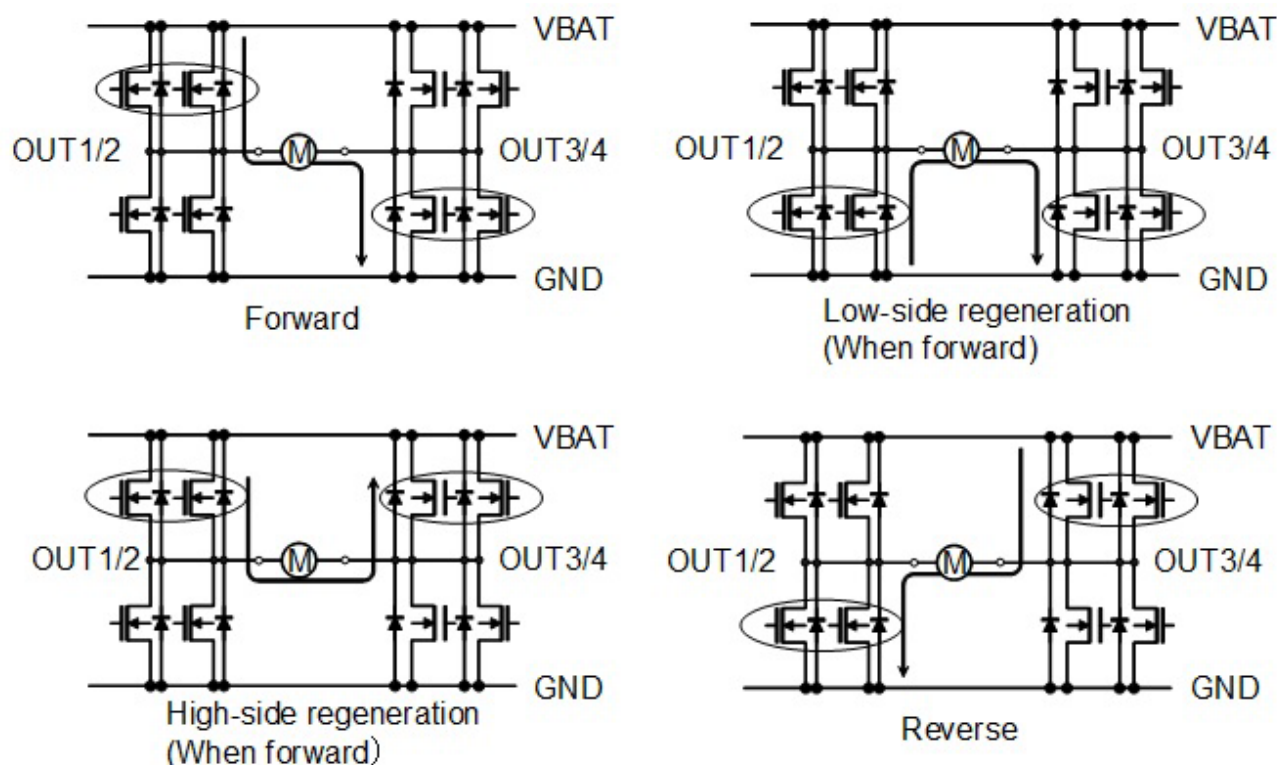 VBAT
OUT1/2
M
OUT3/4
GND
Forward
VBAT
OUT1/2
M
OUT3/4
GND
Low-side regeneration
(When forward)
VBAT
OUT1/2
M
OUT3/4
GND
High-side regeneration
(When forward)
VBAT
OUT1/2
M
OUT3/4
GND
Reverse